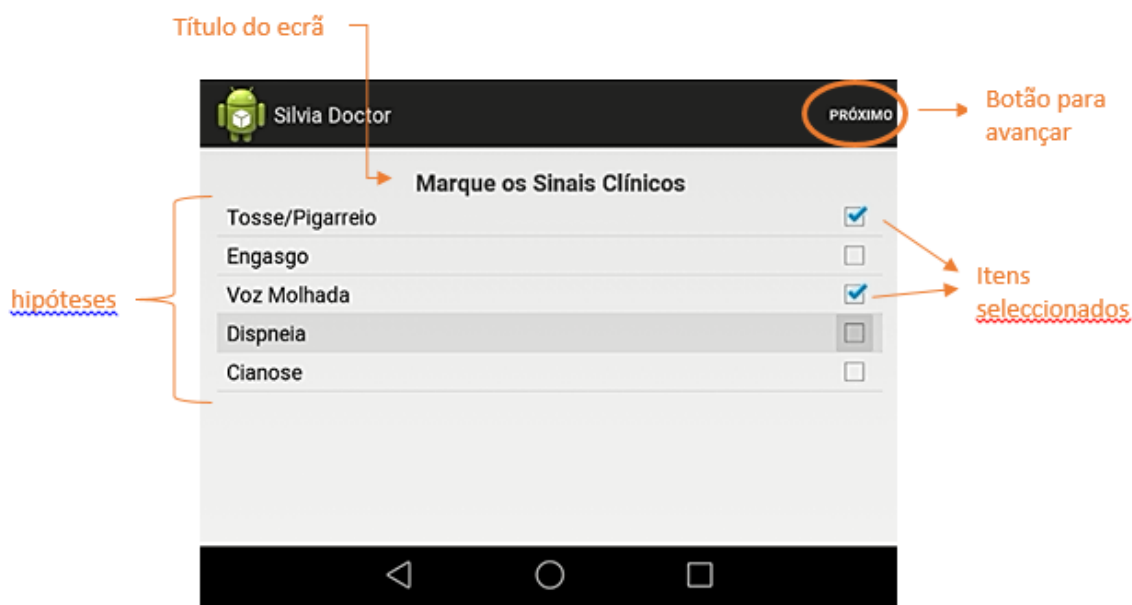 Título do ecrã
Silvia Doctor
PRÓXIMO
Botão para
avançar
Marque os Sinais Clínicos
Tosse/Pigarreio
Engasgo
Voz Molhada
Dispneia
Cianose
hipóteses
Itens
seleccionados